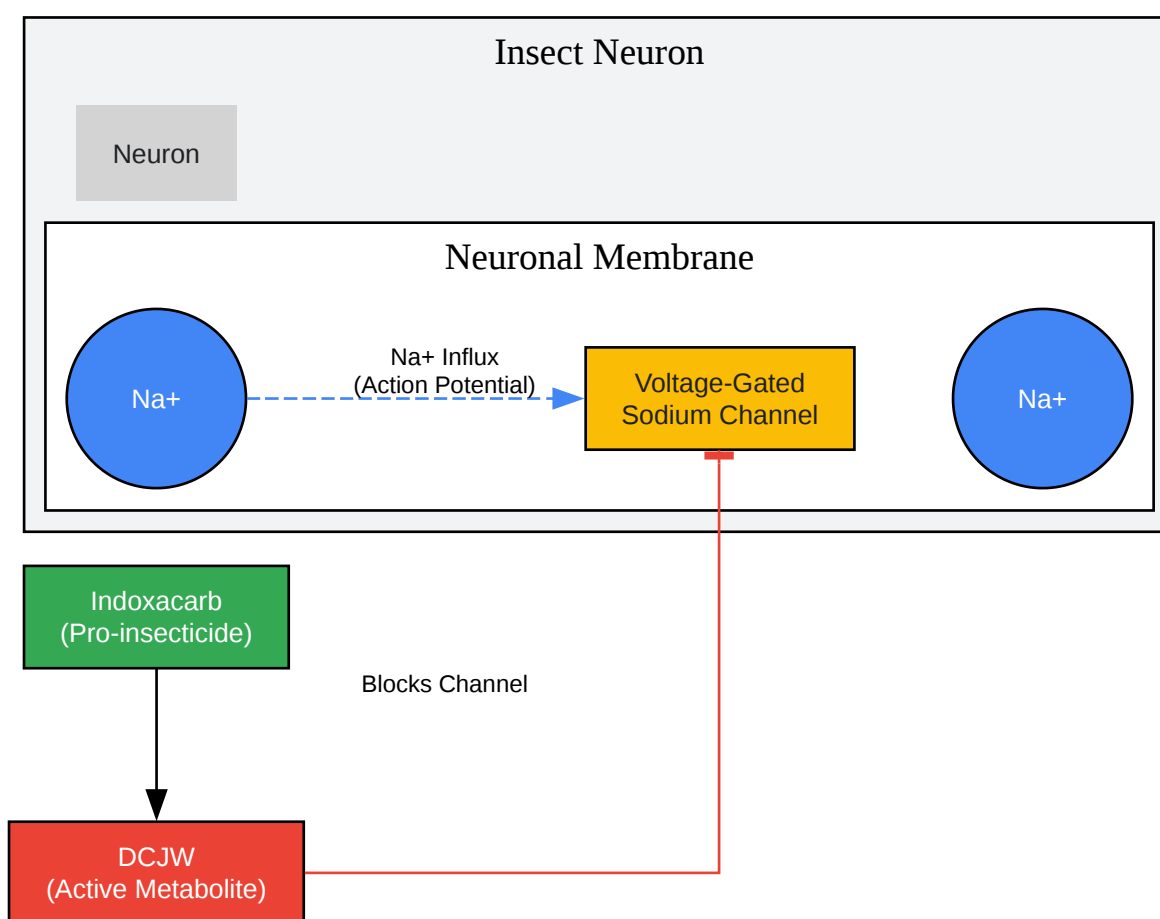 Insect Neuron
Neuron
Neuronal Membrane
Na+
Na+ Influx
(Action Potential)
Voltage-Gated
Sodium Channel
Na+
Indoxacarb
(Pro-insecticide)
Blocks Channel
DCJW
(Active Metabolite)